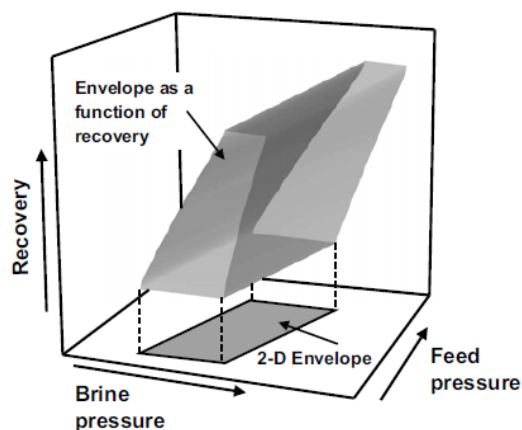 Envelope as a
function of
recovery
Recovery
2-D Envelope
Feed
pressure
Brine
pressure